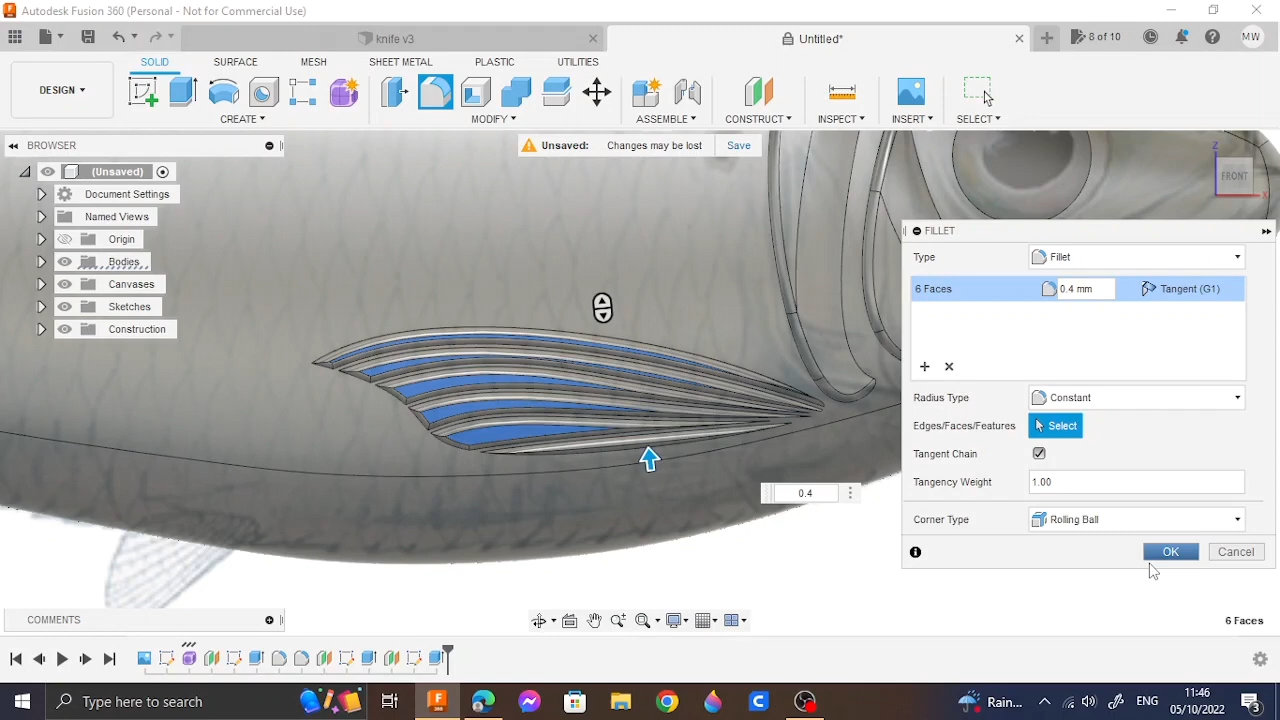 Autodesk Fusion 360 (Personal - Not for Commercial Use)
knife v3
Untitled*
8 of 10
MW
DESIGN
SOLID
SURFACE
MESH
SHEET METAL
PLASTIC
UTILITIES
CREATE
MODIFY
ASSEMBLE
CONSTRUCT
INSPECT
INSERT
SELECT
BROWSER
Unsaved:
Changes may be lost
Save
(Unsaved)
Document Settings
Named Views
Origin
Bodies
Canvases
Sketches
Construction
Z
FRONT
X
FILLET
Type
Fillet
6 Faces
0.4 mm
Tangent (G1)
Radius Type
Constant
Edges/Faces/Features
Select
Tangent Chain
Tangency Weight
1.00
Corner Type
Rolling Ball
OK
Cancel
0.4
COMMENTS
6 Faces
Type here to search
Rain...
ENG
11:46
05/10/2022
3